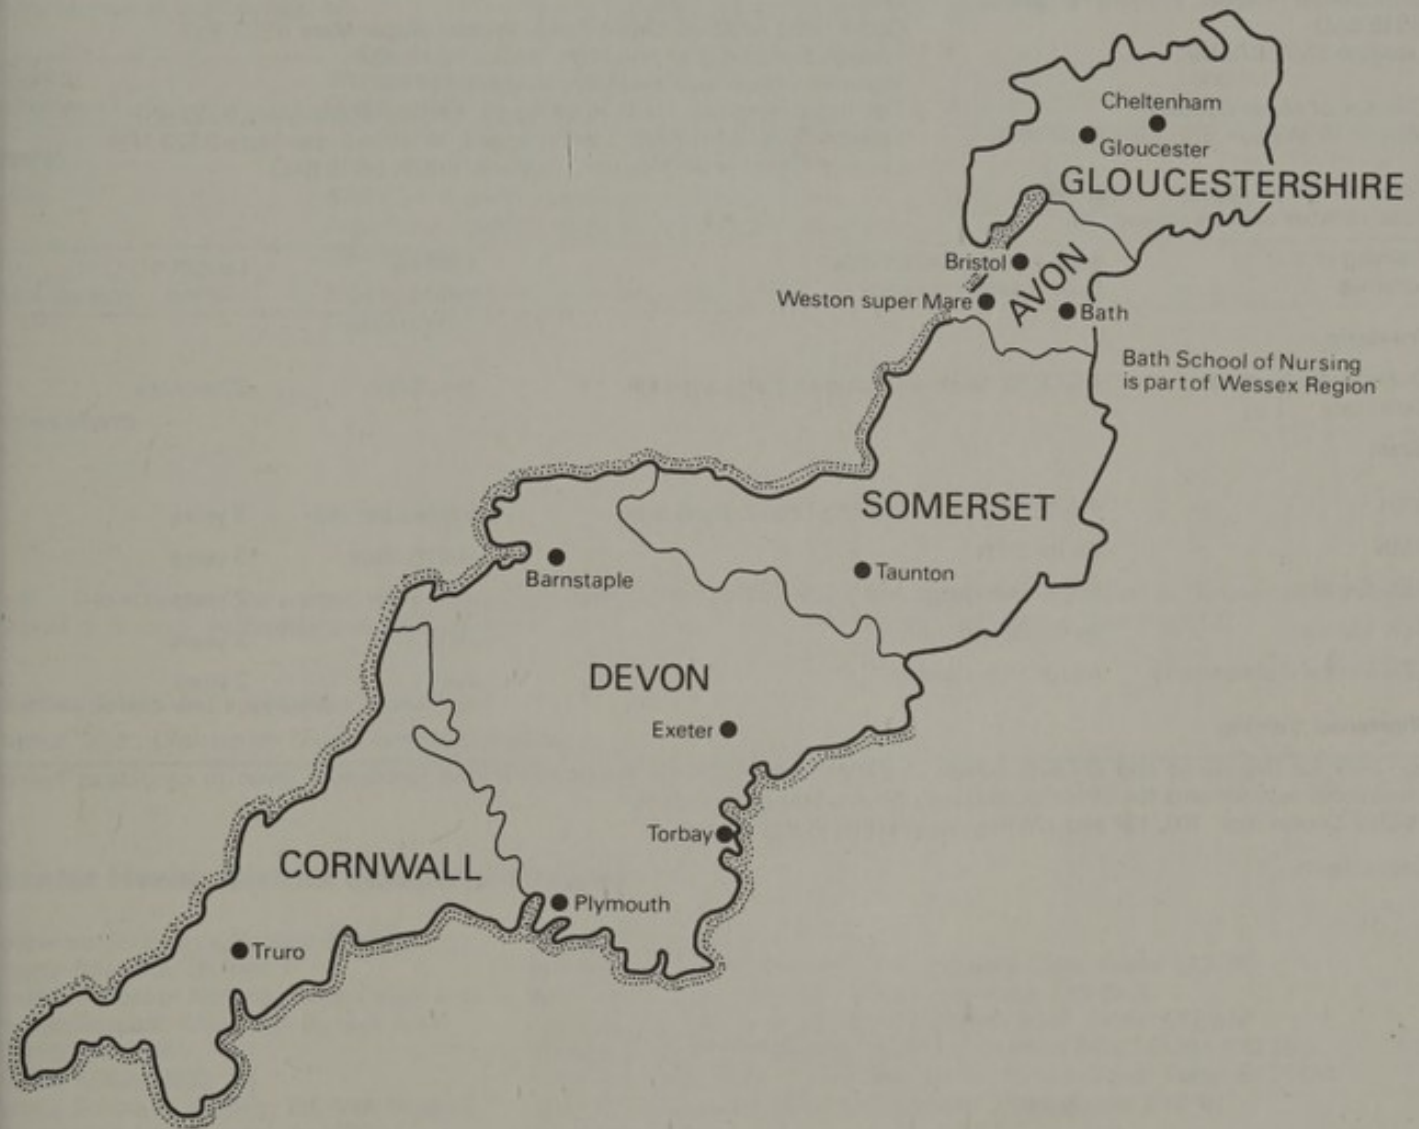 Cheltenham
Gloucester
GLOUCESTERSHIRE
Bristol
AVON
Weston super Mare
Bath
Bath School of Nursing
is part of Wessex Region
SOMERSET
Taunton
Barnstaple
DEVON
Exeter
Torbay
CORNWALL
Plymouth
Truro